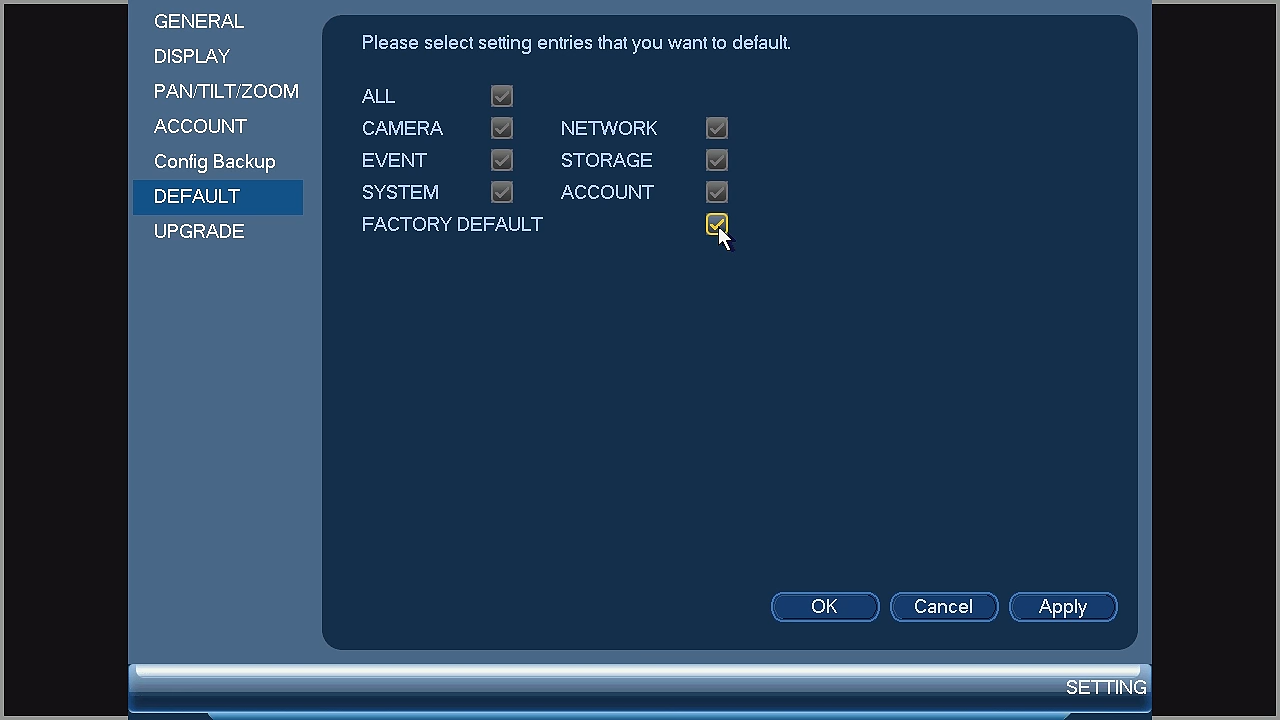 GENERAL
DISPLAY
PAN/TILT/ZOOM
ACCOUNT
Config Backup
DEFAULT
UPGRADE
Please select setting entries that you want to default.
ALL
CAMERA NETWORK
EVENT STORAGE
SYSTEM ACCOUNT
FACTORY DEFAULT
OK Cancel Apply
SETTING